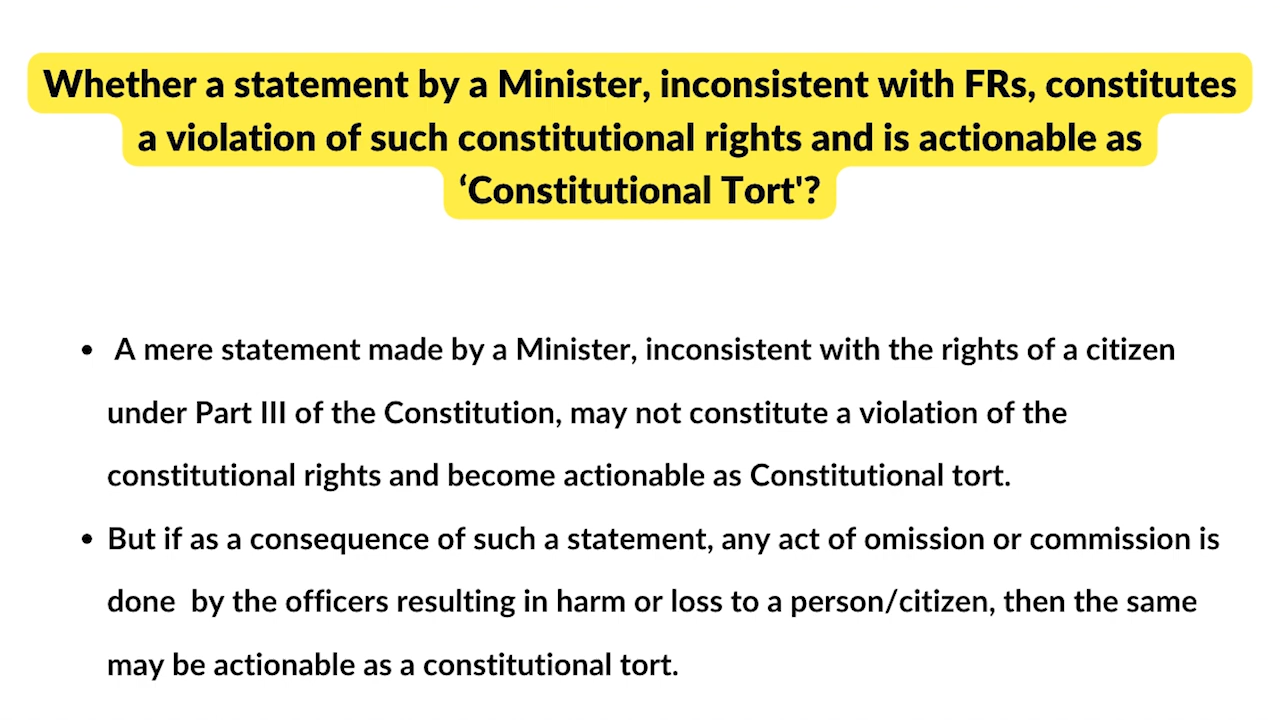 Whether a statement by a Minister, inconsistent with FRs, constitutes
a violation of such constitutional rights and is actionable as
‘Constitutional Tort'?
• A mere statement made by a Minister, inconsistent with the rights of a citizen
under Part III of the Constitution, may not constitute a violation of the
constitutional rights and become actionable as Constitutional tort.
• But if as a consequence of such a statement, any act of omission or commission is
done by the officers resulting in harm or loss to a person/citizen, then the same
may be actionable as a constitutional tort.